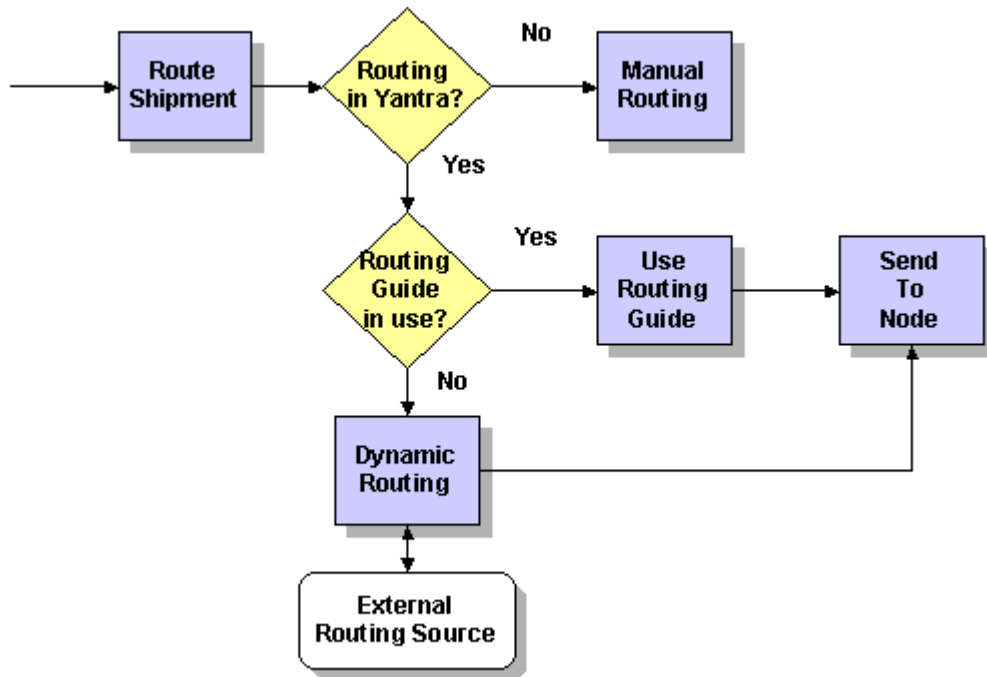 Route
Shipment
Routing
in Yantra?
No
Manual
Routing
Yes
Routing
Guide
in use?
Yes
Use
Routing
Guide
Send
To
Node
No
Dynamic
Routing
External
Routing Source